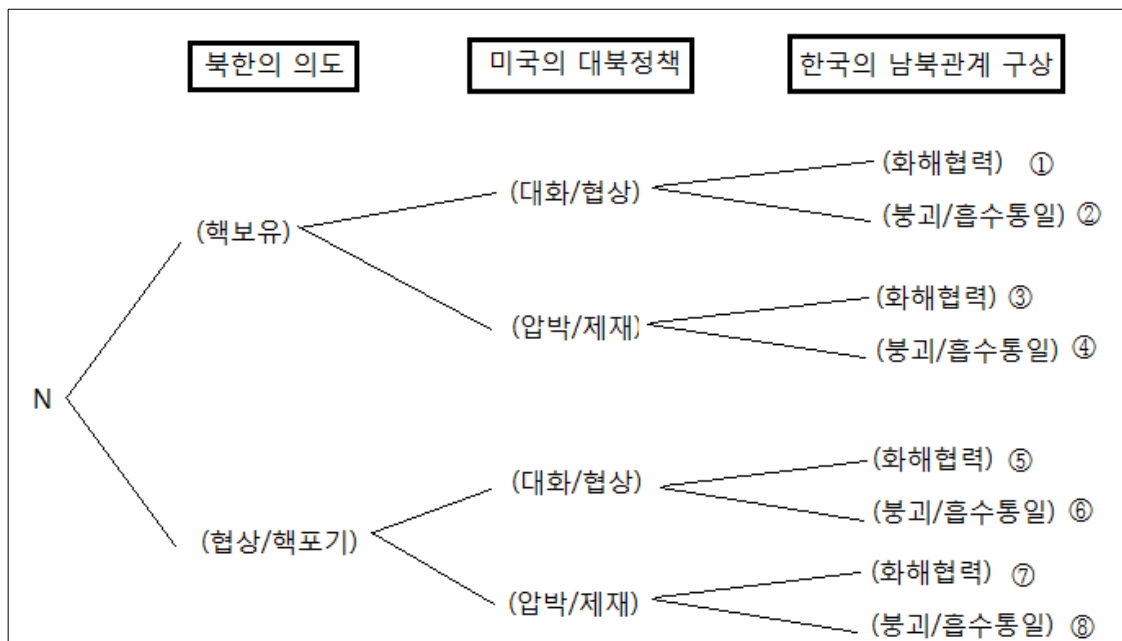 북한의 의도
미국의 대북정책
한국의 남북관계 구상
(화해협력) ①
(대화/협상)
(붕괴/흡수통일) ②
(핵보유)
(화해협력) ③
(압박/제재)
(붕괴/흡수통일) ④
N
(화해협력) ⑤
(대화/협상)
(붕괴/흡수통일) ⑥
(협상/핵포기)
(화해협력) ⑦
(압박/제재)
(붕괴/흡수통일) ⑧